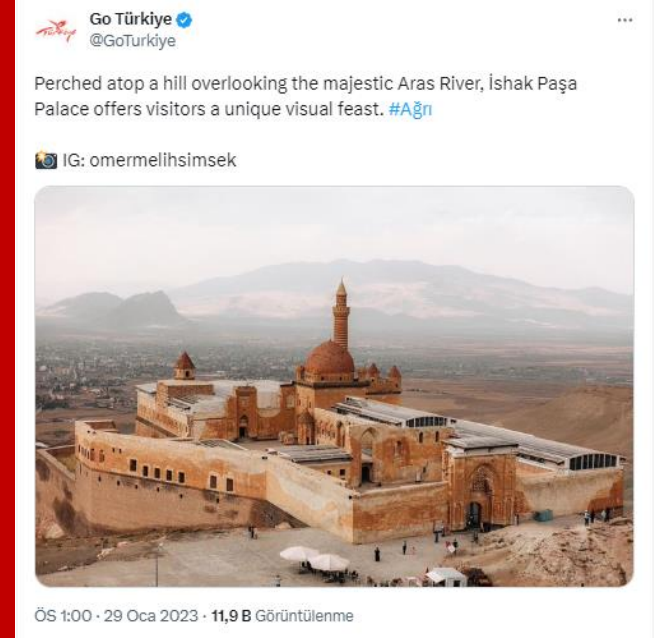 Go Türkiye
@GoTurkiye
Perched atop a hill overlooking the majestic Aras River, İshak Paşa
Palace offers visitors a unique visual feast. #Ağrı
IG: omermelihsimsek
ÖS 1:00 · 29 Oca 2023 · 11,9 B Görüntülenme